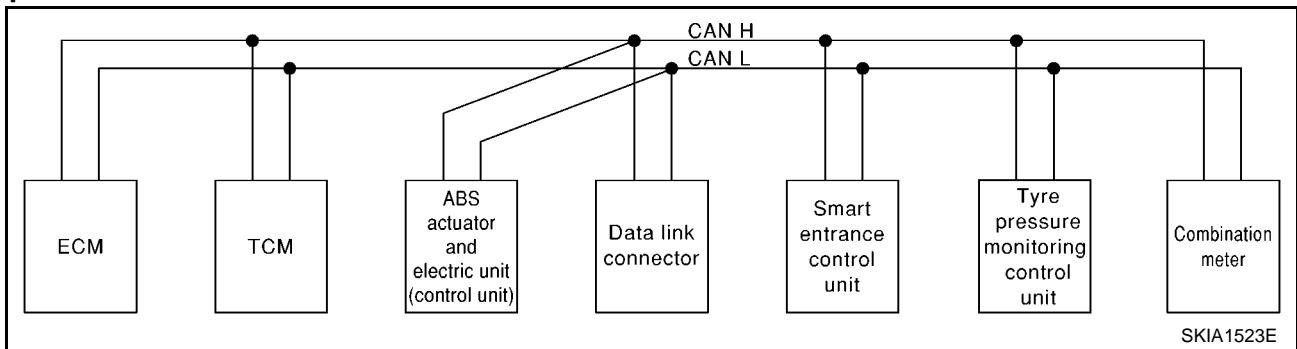 CAN H
CAN L
ECM
TCM
ABS
actuator
and
electric unit
(control unit)
Data link
connector
Smart
entrance
control
unit
Tyre
pressure
monitoring
control
unit
Combination
meter
SKIA1523E